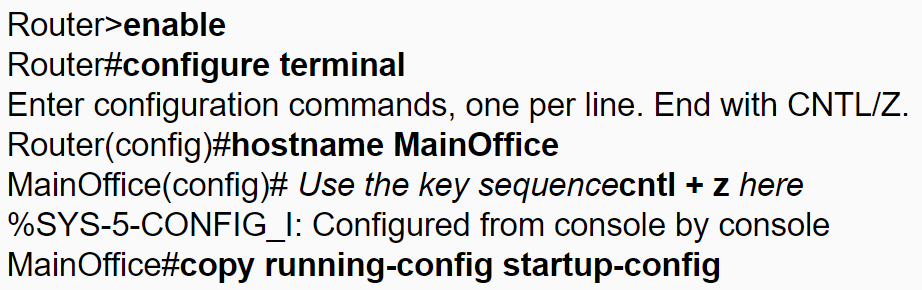 Router>enable
Router#configure terminal
Enter configuration commands, one per line. End with CNTL/Z.
Router(config)#hostname MainOffice
MainOffice(config)# Use the key sequencecntl + z here
%SYS-5-CONFIG_I: Configured from console by console
MainOffice#copy running-config startup-config